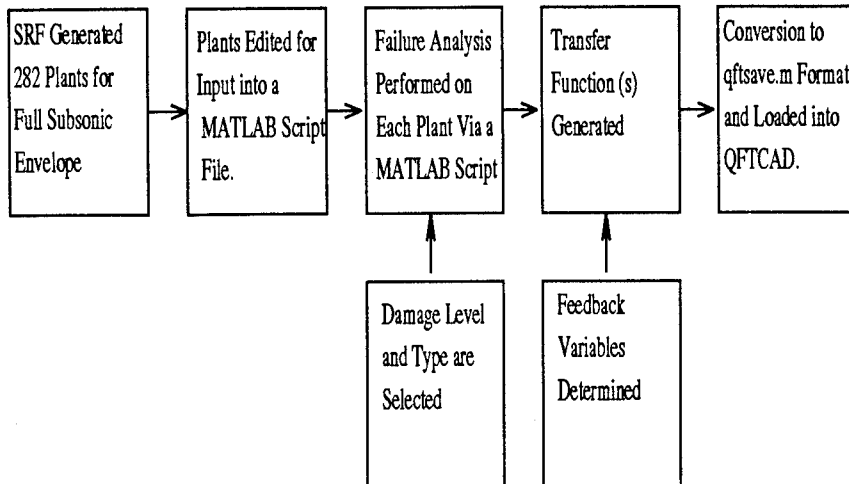 SRF Generated
282 Plants for
Full Subsonic
Envelope
Plants Edited for
Input into a
MATLAB Script
File.
Failure Analysis
Performed on
Each Plant Via a
MATLAB Script
Transfer
Function (s)
Generated
Conversion to
qftsave.m Format
and Loaded into
QFTCAD.
Damage Level
and Type are
Selected
Feedback
Variables
Determined